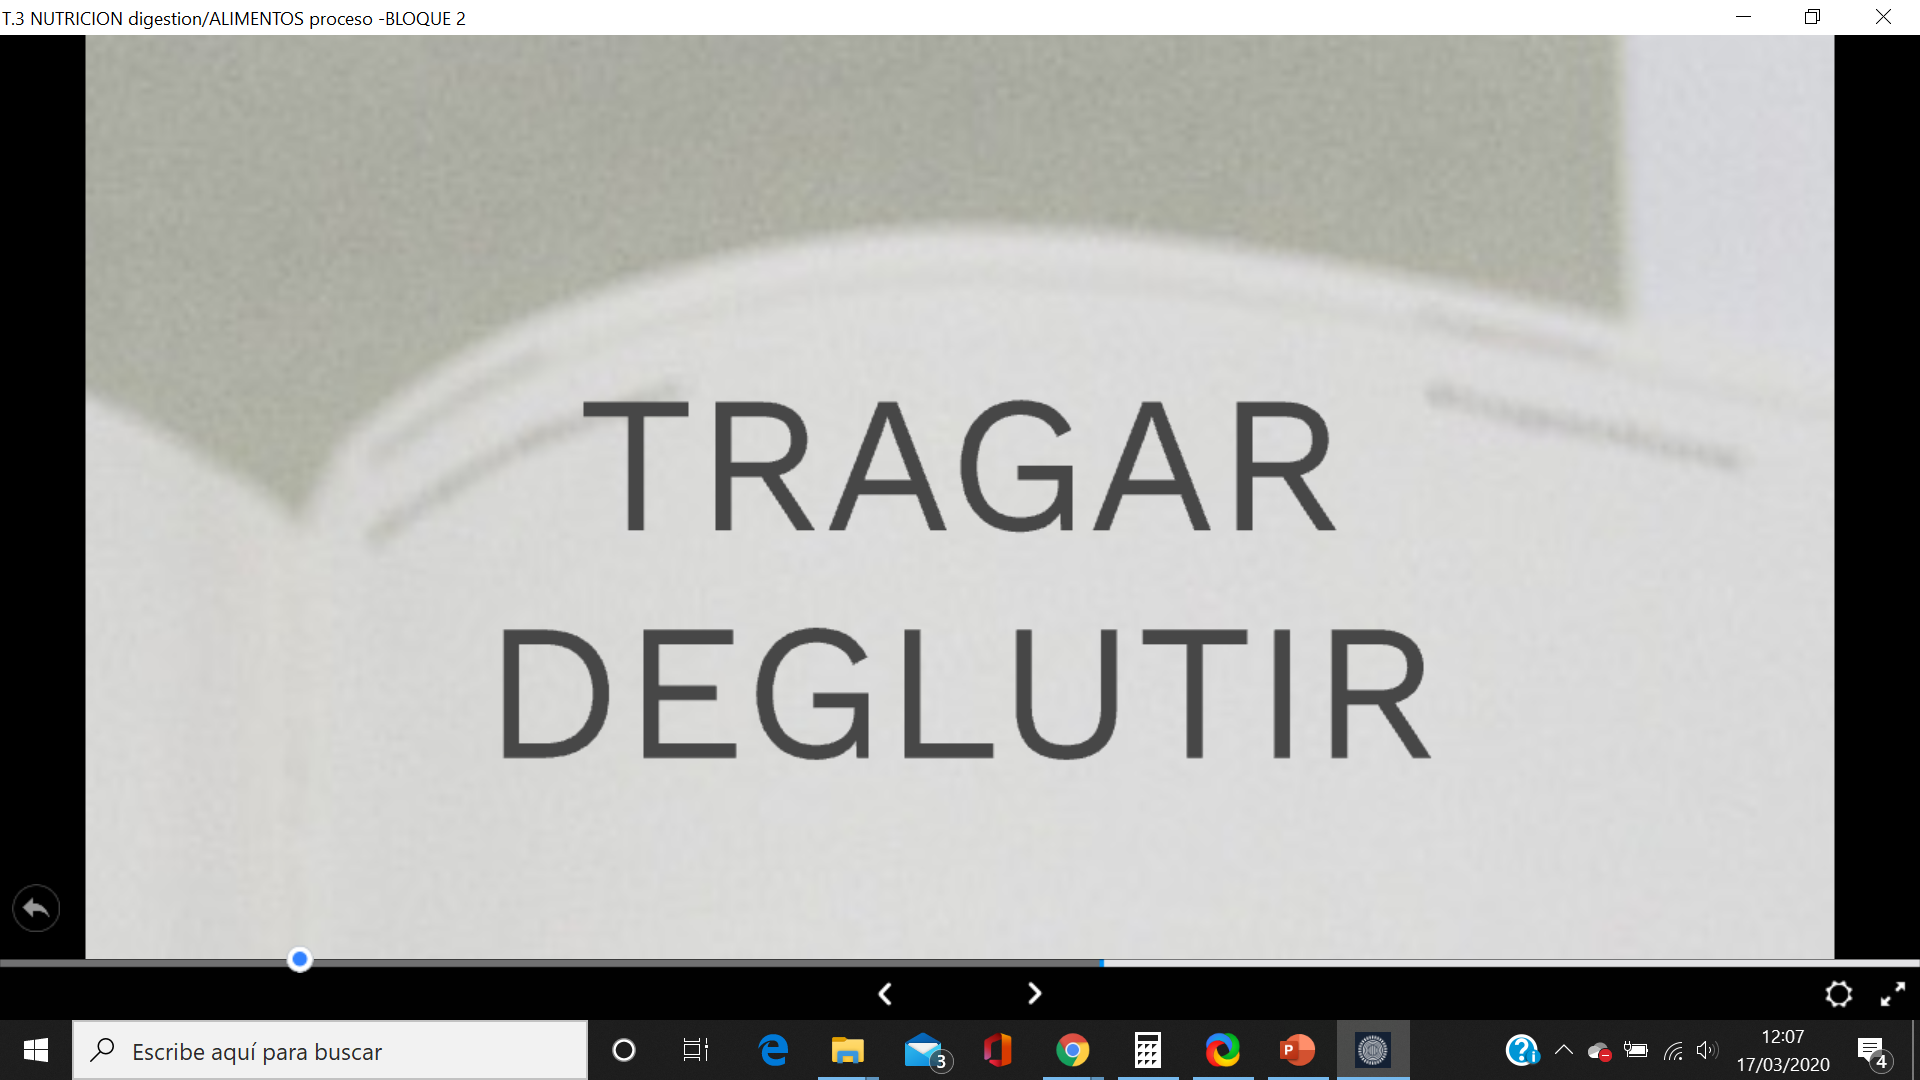 T.3 NUTRICION digestion/ALIMENTOS proceso -BLOQUE 2
TRAGAR
DEGLUTIR
Escribe aquí para buscar
3
P
12:07
17/03/2020
4